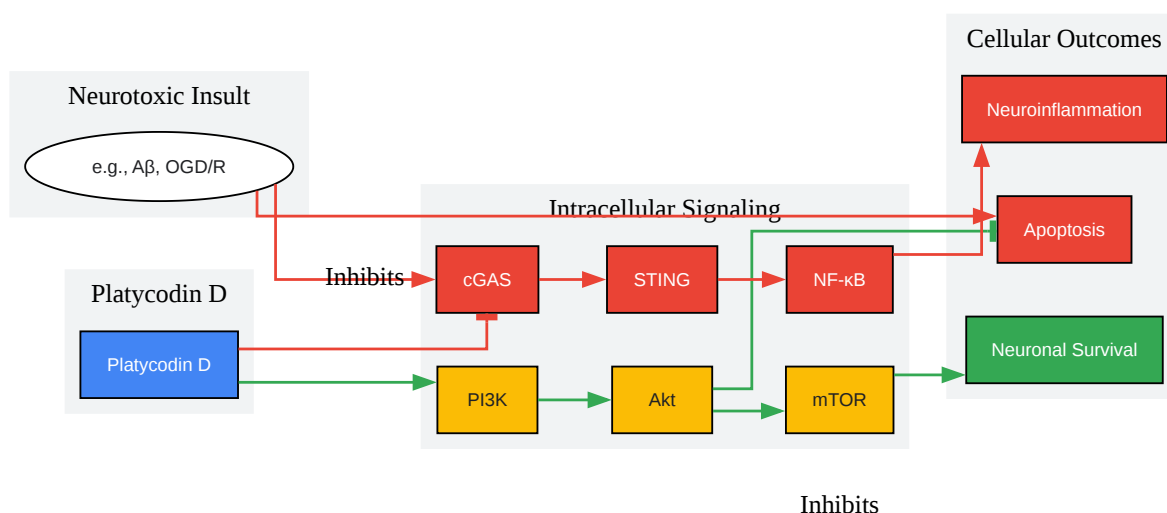 Cellular Outcomes
Neurotoxic Insult
Neuroinflammation
e.g., Aβ, OGD/R
Intracellular Signaling
Apoptosis
Inhibits
cGAS
STING
NF-κB
Platycodin D
Platycodin D
Neuronal Survival
PI3K
Akt
mTOR
Inhibits